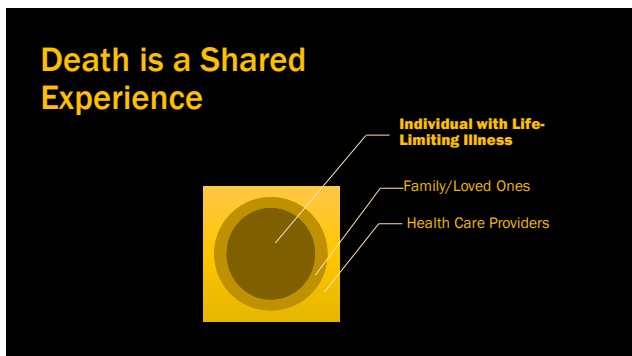 Death is a Shared
Experience
Individual with Life-
Limiting Illness
Family/Loved Ones
Health Care Providers